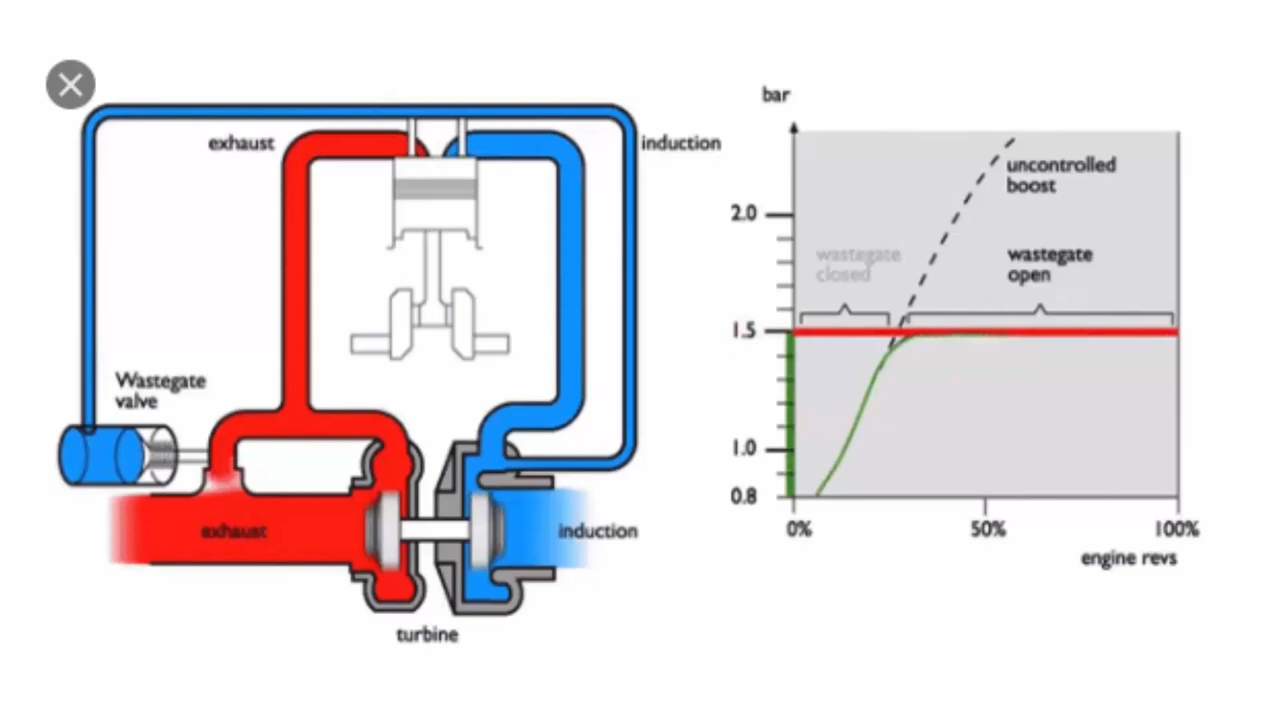 exhaust
induction
Wastegate
valve
exhaust
induction
turbine
bar
uncontrolled
boost
2.0
wastegate
closed
wastegate
open
1.5
1.0
0.8
0%
50%
100%
engine revs